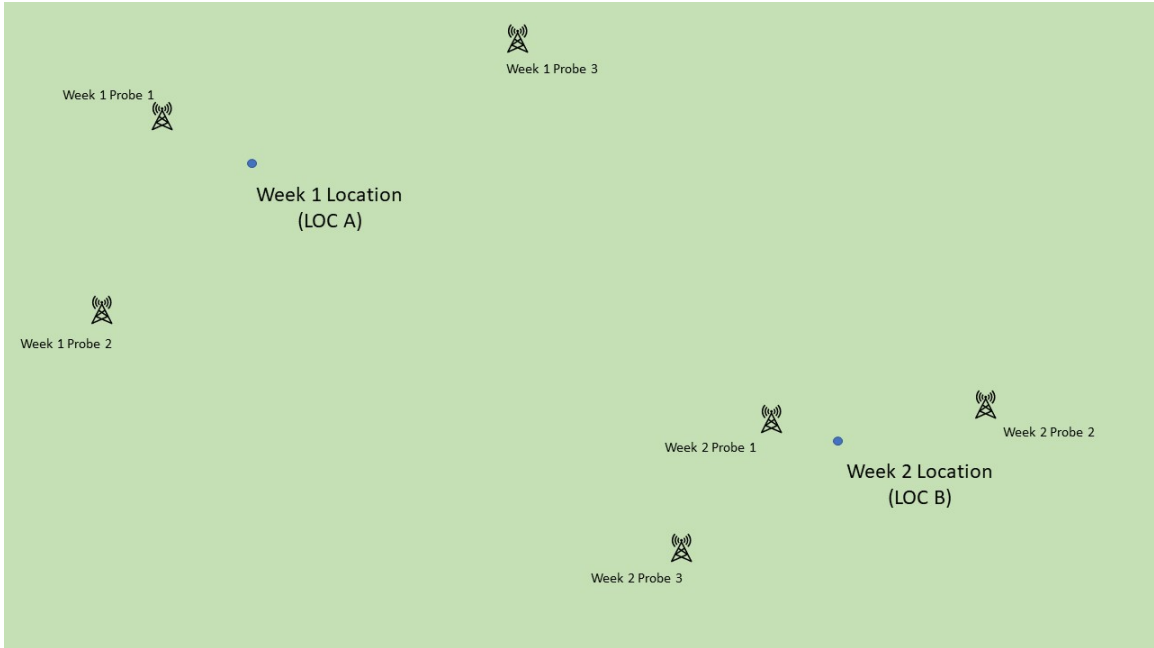 Week 1 Probe 3
Week 1 Probe 1
Week 1 Location
(LOC A)
Week 1 Probe 2
Week 2 Probe 2
Week 2 Probe 1
Week 2 Location
(LOC B)
Week 2 Probe 3